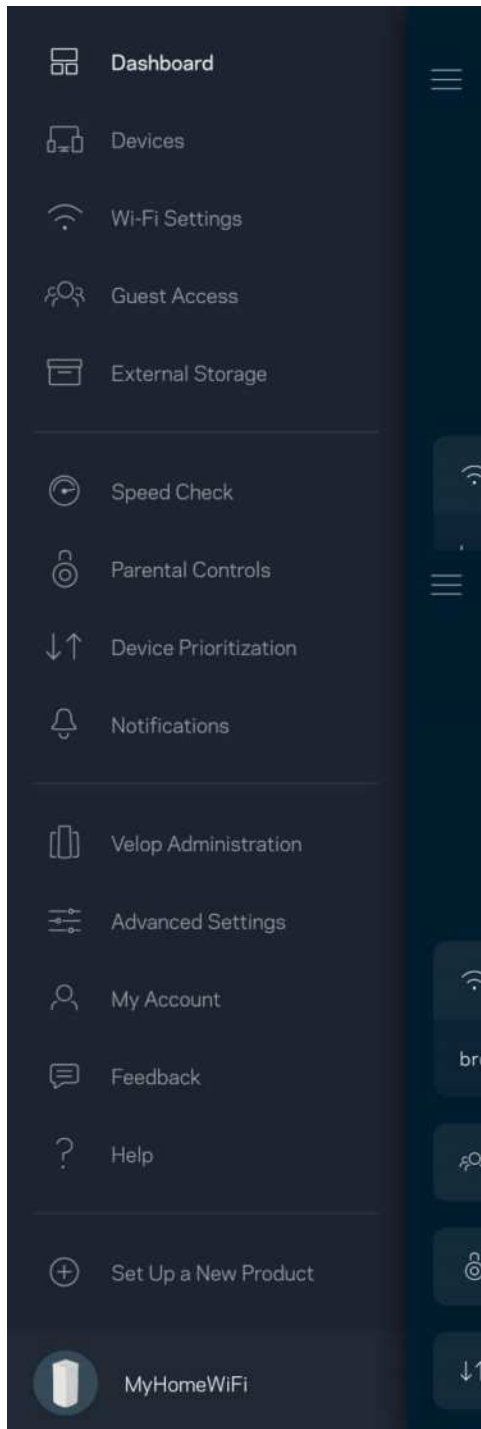 Dashboard
Devices
Wi-Fi Settings
Guest Access
External Storage
Speed Check
Parental Controls
Device Prioritization
Notifications
Velop Administration
Advanced Settings
My Account
Feedback
Help
Set Up a New Product
MyHomeWiFi